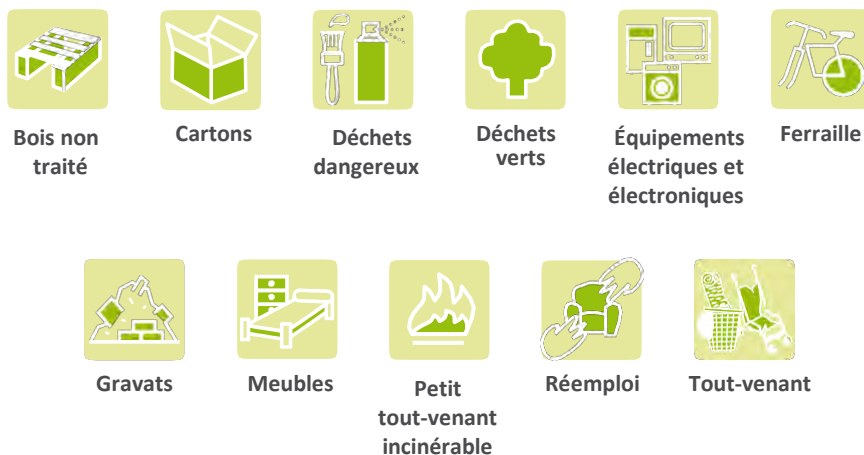 Bois non
traité
Cartons
Déchets
dangereux
Déchets
verts
Équipements
électriques et
électroniques
Ferraille
Gravats
Meubles
Petit
tout-venant
incinérable
Réemploi
Tout-venant